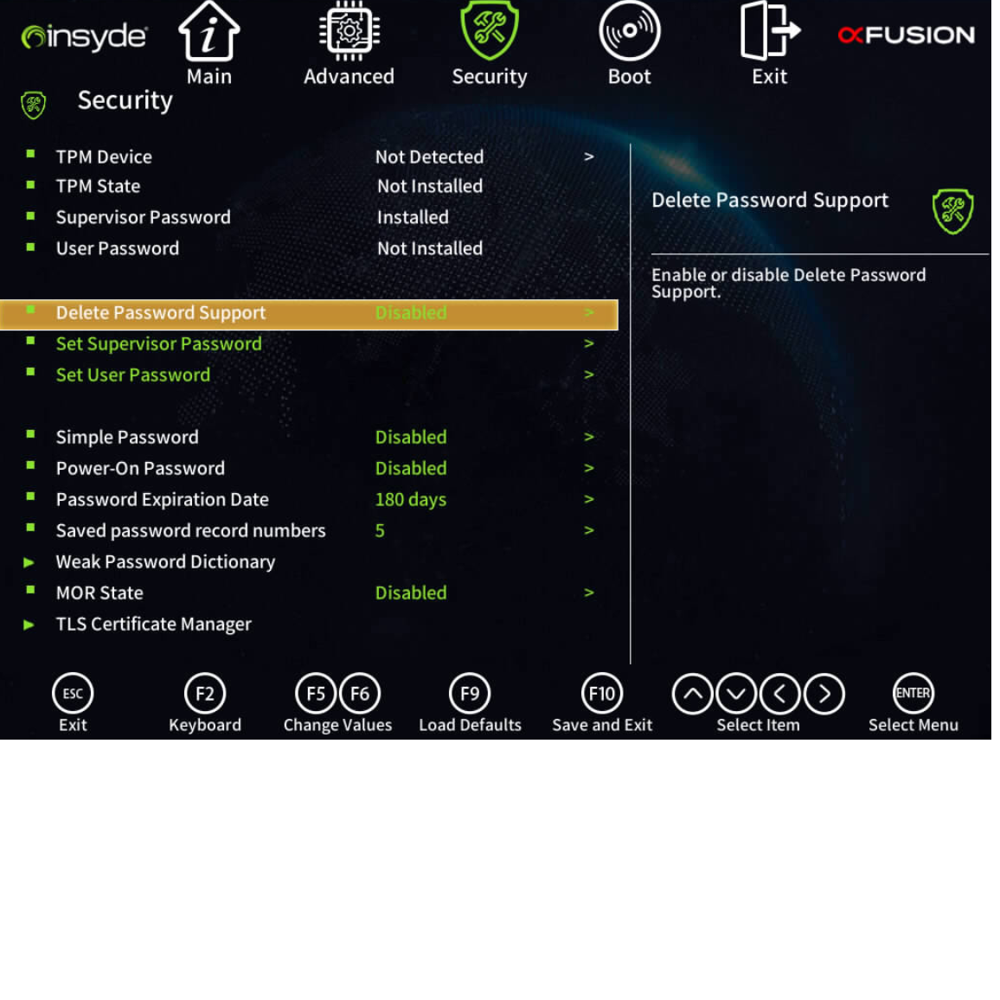 insyde
Main
Advanced
Security
Boot
Exit
XFUSION
Security
TPM Device Not Detected >
TPM State Not Installed
Supervisor Password Installed
User Password Not Installed
Delete Password Support Disabled >
Set Supervisor Password >
Set User Password >
Simple Password Disabled >
Power-On Password Disabled >
Password Expiration Date 180 days >
Saved password record numbers 5 >
Weak Password Dictionary
MOR State Disabled >
TLS Certificate Manager
Delete Password Support
Enable or disable Delete Password
Support.
ESC F2 F5 F6 F9 F10 ENTER
Exit Keyboard Change Values Load Defaults Save and Exit Select Item Select Menu